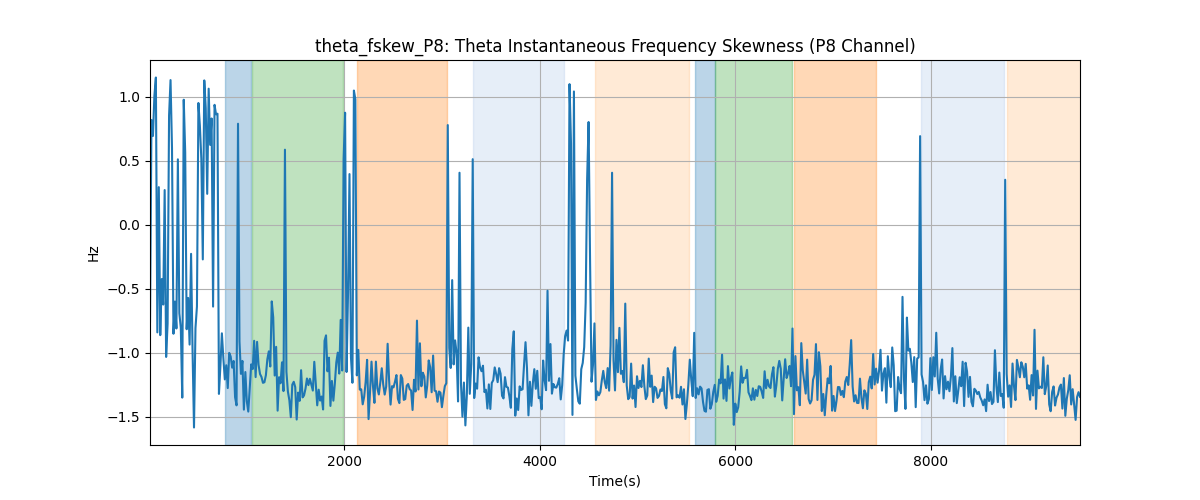 theta_fskew_P8: Theta Instantaneous Frequency Skewness (P8 Channel)
1.0
0.5
0.0
−0.5
−1.0
−1.5
Hz
2000 4000 6000 8000
Time(s)